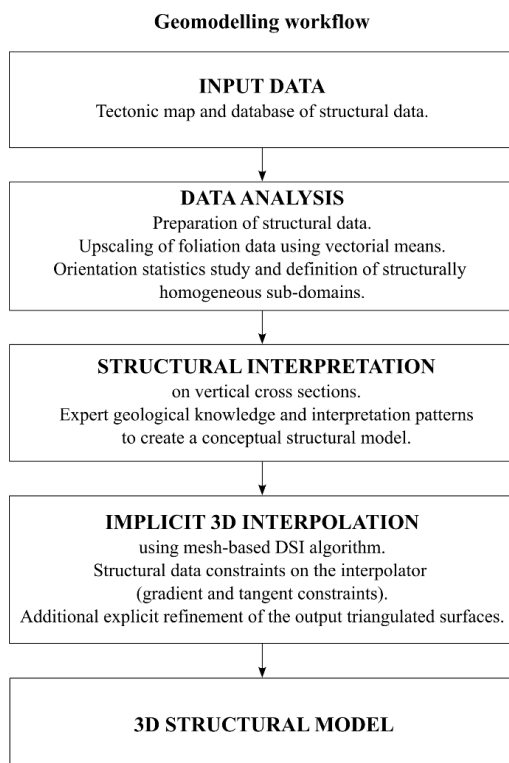 Geomodelling workflow
INPUT DATA
Tectonic map and database of structural data.
DATA ANALYSIS
Preparation of structural data.
Upscaling of foliation data using vectorial means.
Orientation statistics study and definition of structurally
homogeneous sub-domains.
STRUCTURAL INTERPRETATION
on vertical cross sections.
Expert geological knowledge and interpretation patterns
to create a conceptual structural model.
IMPLICIT 3D INTERPOLATION
using mesh-based DSI algorithm.
Structural data constraints on the interpolator
(gradient and tangent constraints).
Additional explicit refinement of the output triangulated surfaces.
3D STRUCTURAL MODEL